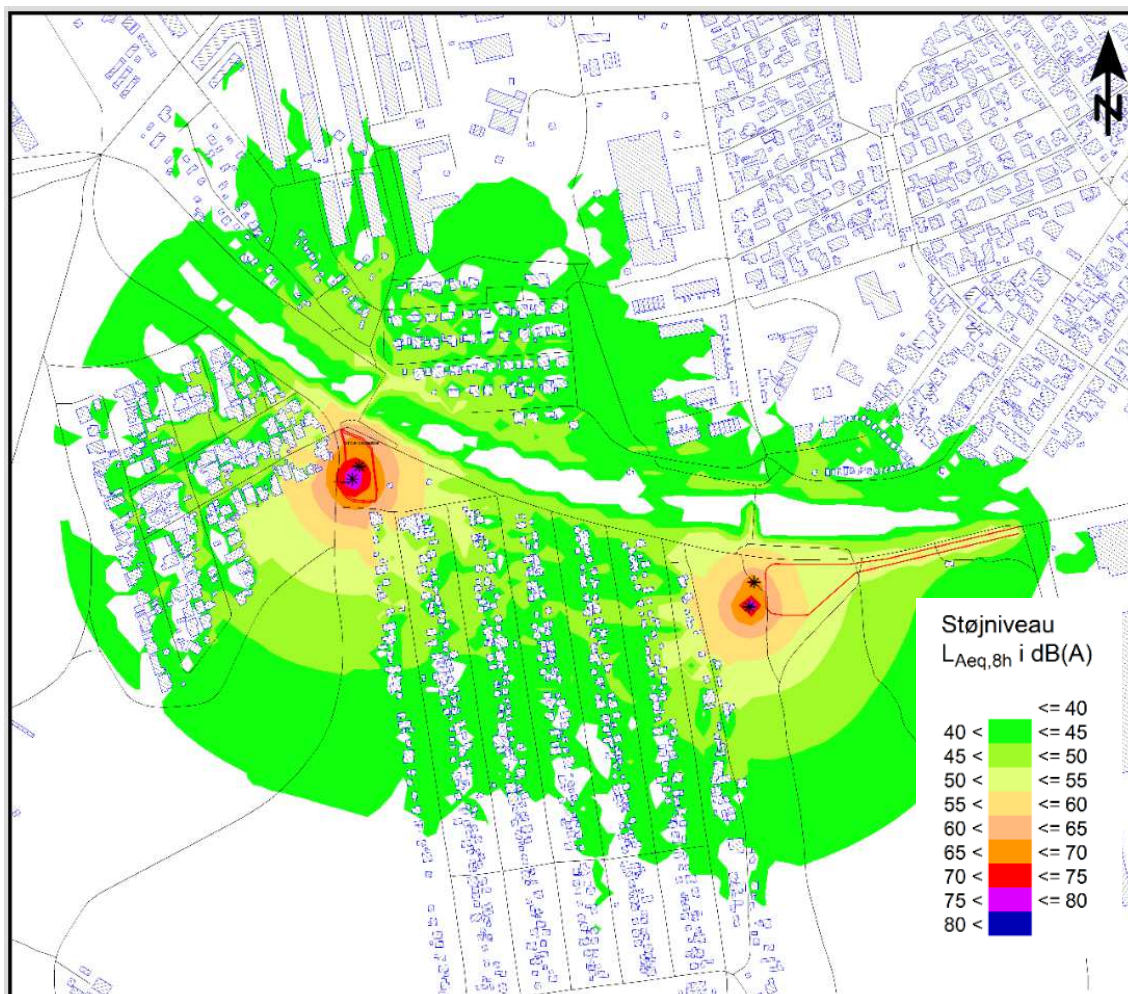 N
Støjniveau
L_Aeq,8h i dB(A)
<= 40
40 < <= 45
45 < <= 50
50 < <= 55
55 < <= 60
60 < <= 65
65 < <= 70
70 < <= 75
75 < <= 80
80 <